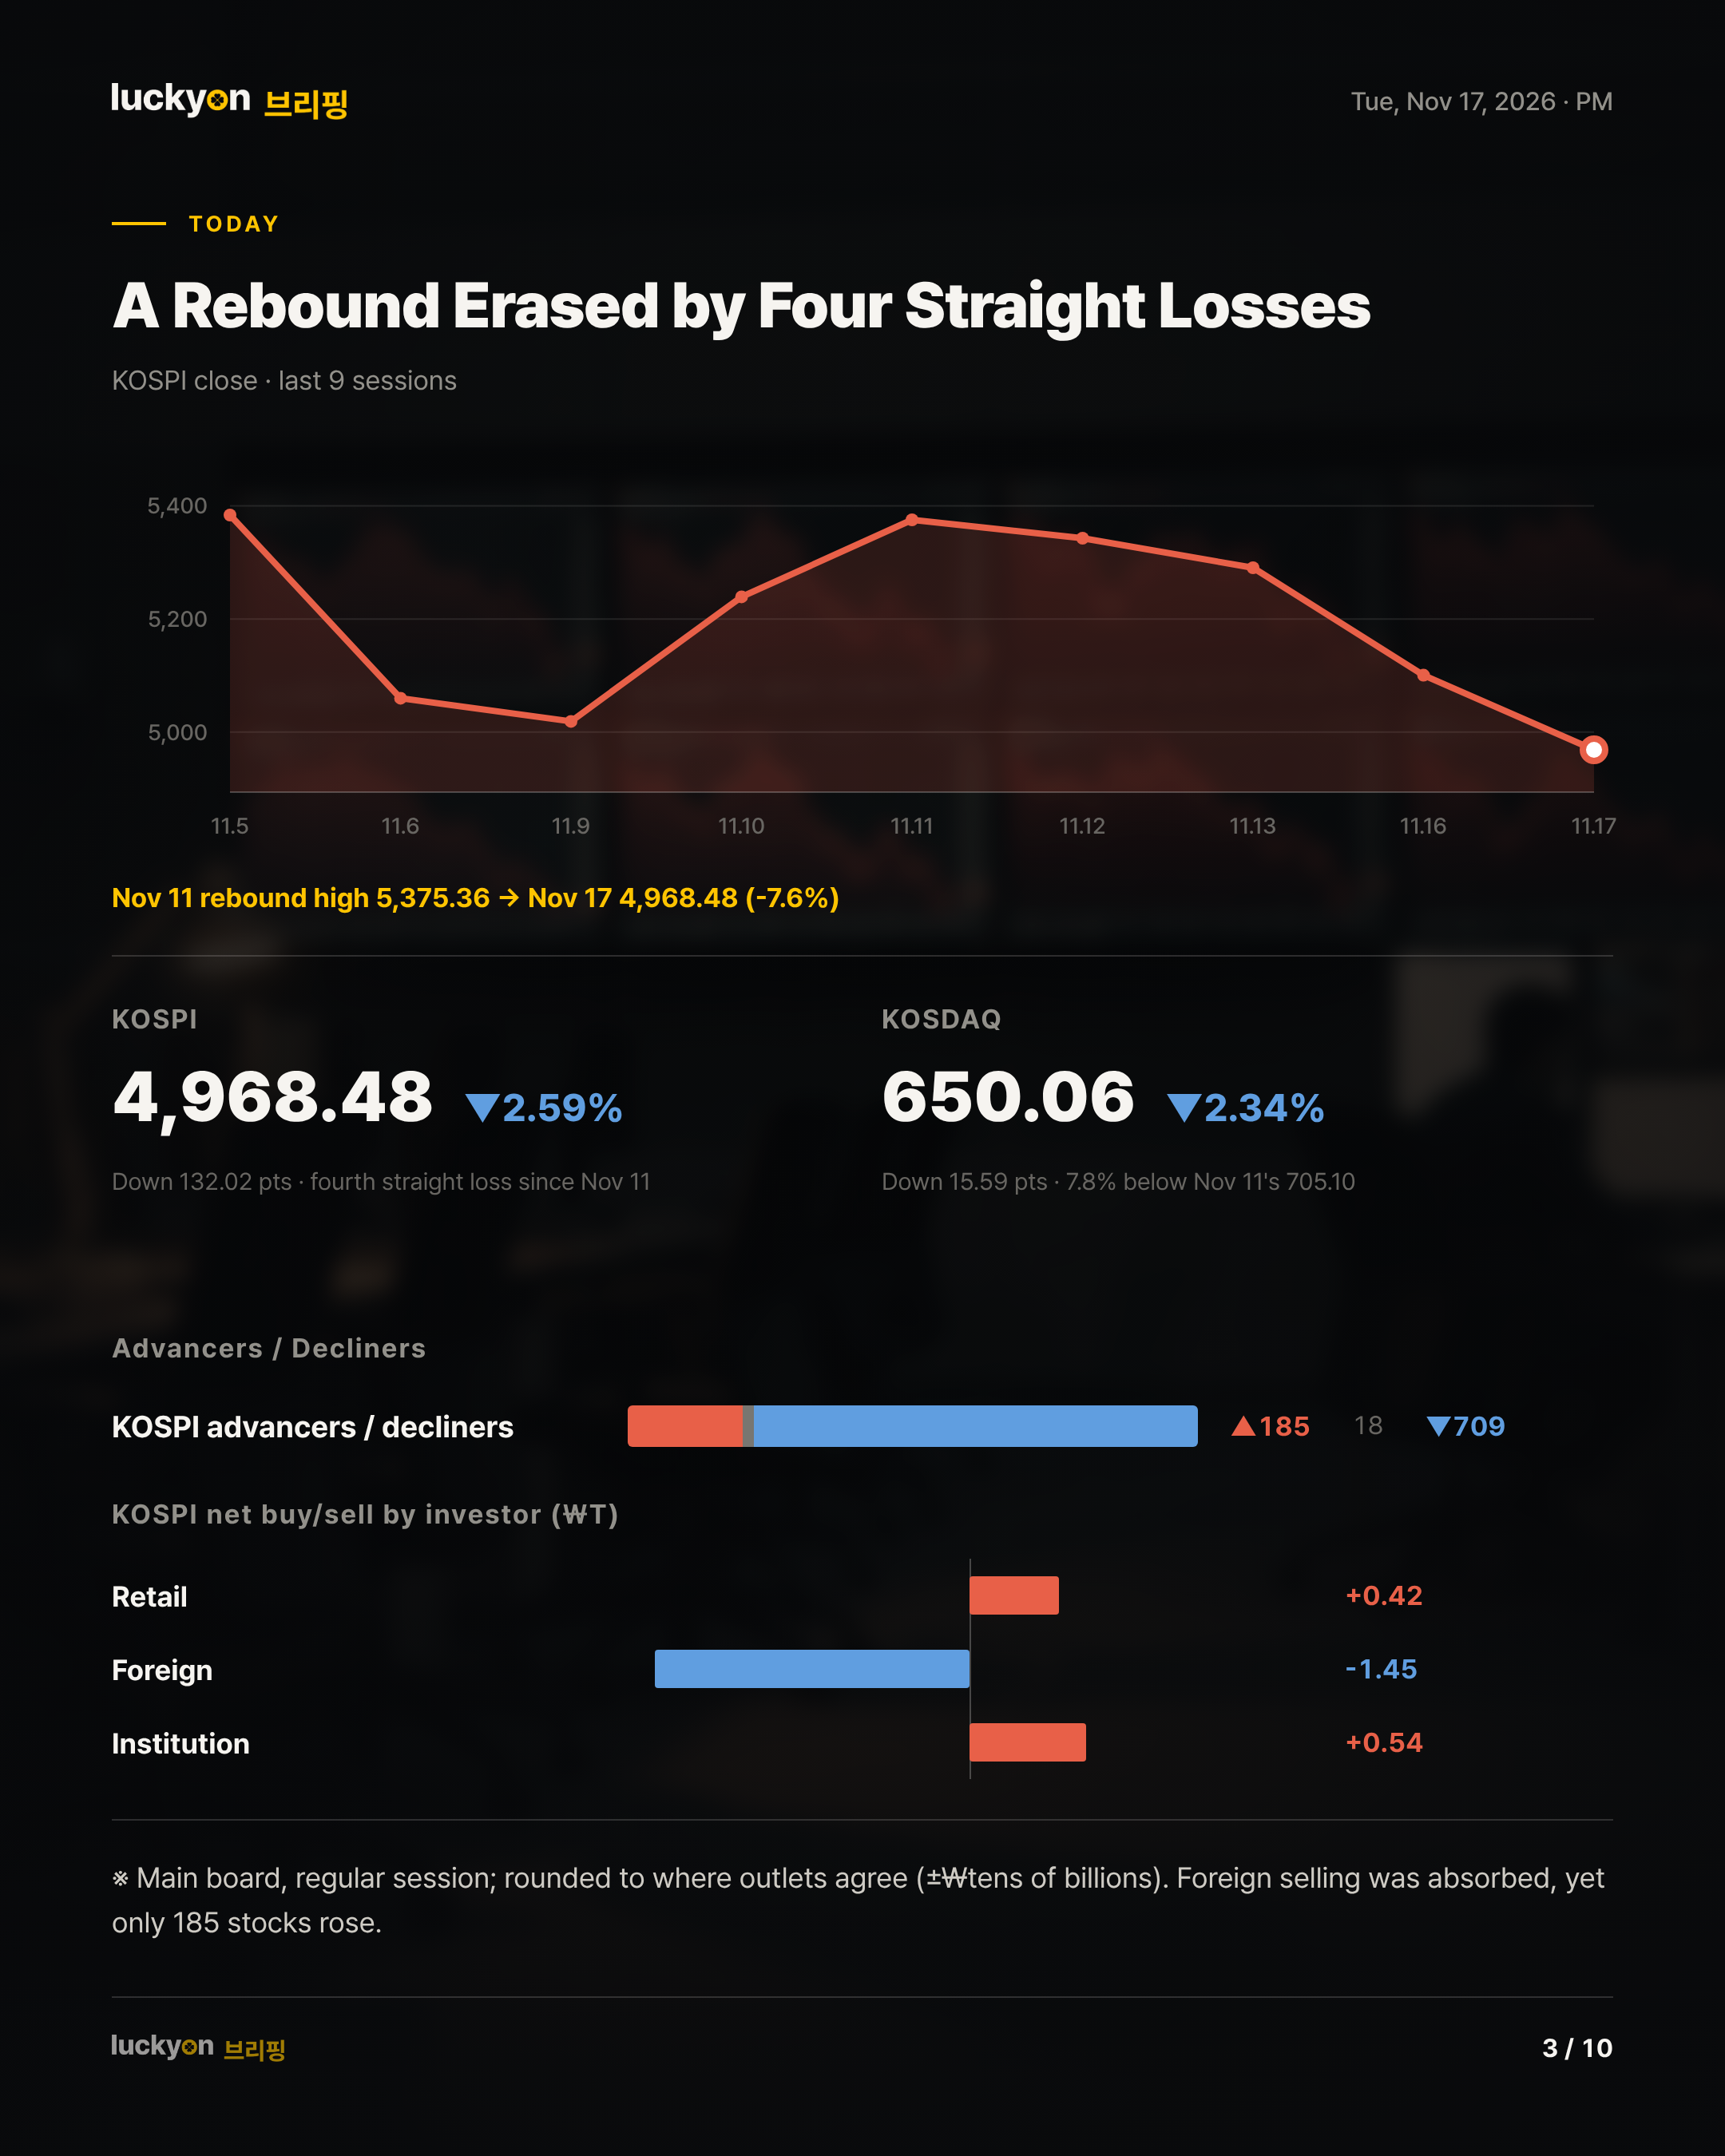 luckyon 브리핑
Tue, Nov 17, 2026 · PM
TODAY
A Rebound Erased by Four Straight Losses
KOSPI close · last 9 sessions
5,400
5,200
5,000
11.5 11.6 11.9 11.10 11.11 11.12 11.13 11.16 11.17
Nov 11 rebound high 5,375.36 → Nov 17 4,968.48 (-7.6%)
KOSPI KOSDAQ
4,968.48 ▼2.59% 650.06 ▼2.34%
Down 132.02 pts · fourth straight loss since Nov 11 Down 15.59 pts · 7.8% below Nov 11's 705.10
Advancers / Decliners
KOSPI advancers / decliners ▲185 18 ▼709
KOSPI net buy/sell by investor (₩T)
Retail +0.42
Foreign -1.45
Institution +0.54
※ Main board, regular session; rounded to where outlets agree (±₩tens of billions). Foreign selling was absorbed, yet
only 185 stocks rose.
luckyon 브리핑 3 / 10